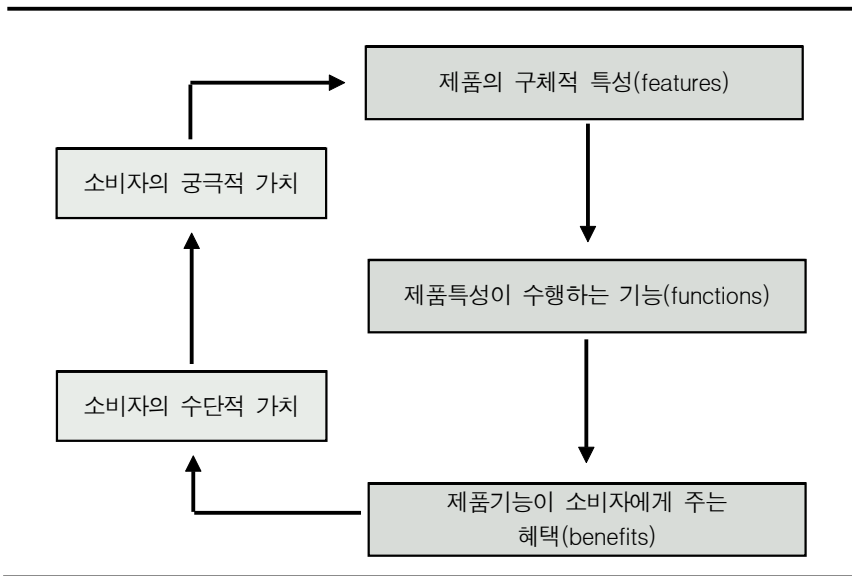 제품의 구체적 특성(features)
소비자의 궁극적 가치
제품특성이 수행하는 기능(functions)
소비자의 수단적 가치
제품기능이 소비자에게 주는
혜택(benefits)